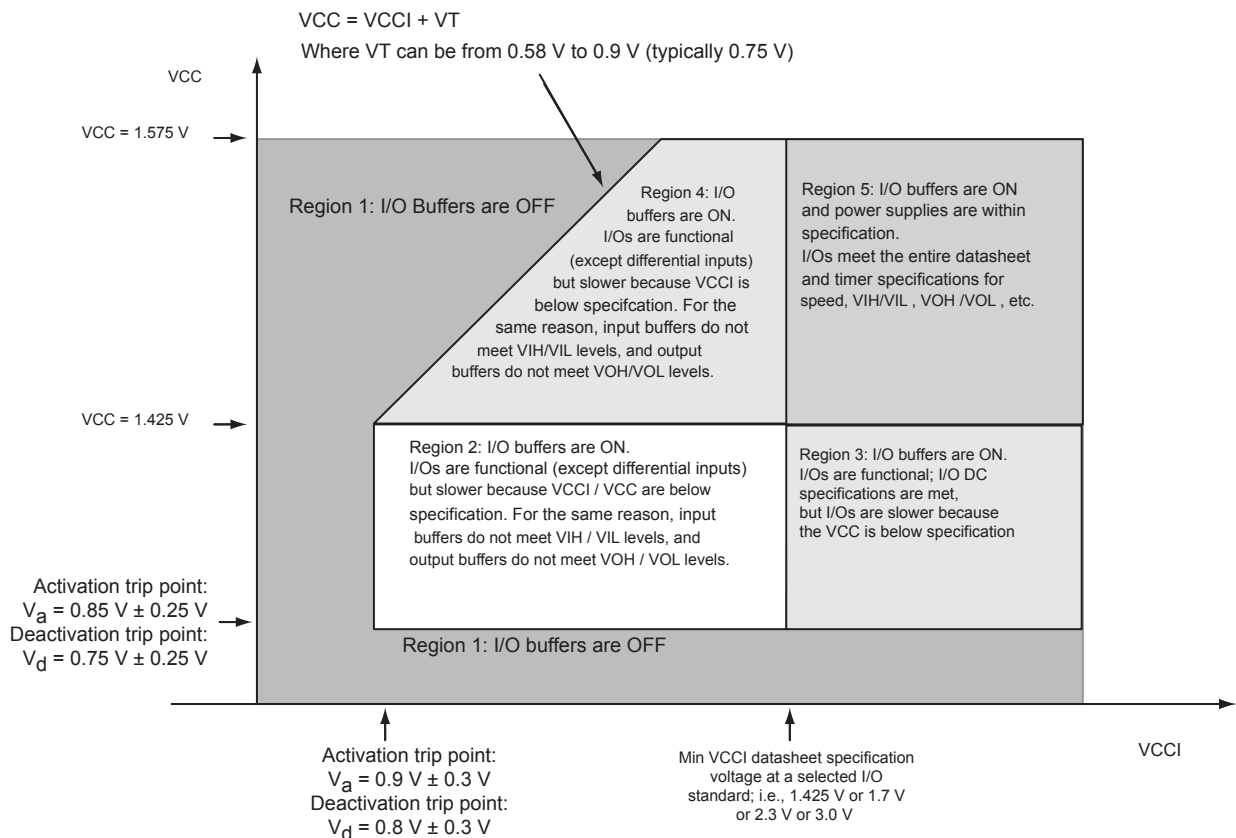 VCC = VCCI + VT
Where VT can be from 0.58 V to 0.9 V (typically 0.75 V)
VCC
VCC = 1.575 V
Region 1: I/O Buffers are OFF
Region 4: I/O
buffers are ON.
I/Os are functional
(except differential inputs)
but slower because VCCI is
below specifcation. For the
same reason, input buffers do not
meet VIH/VIL levels, and output
buffers do not meet VOH/VOL levels.
Region 5: I/O buffers are ON
and power supplies are within
specification.
I/Os meet the entire datasheet
and timer specifications for
speed, VIH/VIL , VOH /VOL , etc.
VCC = 1.425 V
Region 2: I/O buffers are ON.
I/Os are functional (except differential inputs)
but slower because VCCI / VCC are below
specification. For the same reason, input
buffers do not meet VIH / VIL levels, and
output buffers do not meet VOH / VOL levels.
Region 3: I/O buffers are ON.
I/Os are functional; I/O DC
specifications are met,
but I/Os are slower because
the VCC is below specification
Activation trip point:
Va = 0.85 V ± 0.25 V
Deactivation trip point:
Vd = 0.75 V ± 0.25 V
Region 1: I/O buffers are OFF
VCCI
Activation trip point:
Va = 0.9 V ± 0.3 V
Deactivation trip point:
Vd = 0.8 V ± 0.3 V
Min VCCI datasheet specification
voltage at a selected I/O
standard; i.e., 1.425 V or 1.7 V
or 2.3 V or 3.0 V